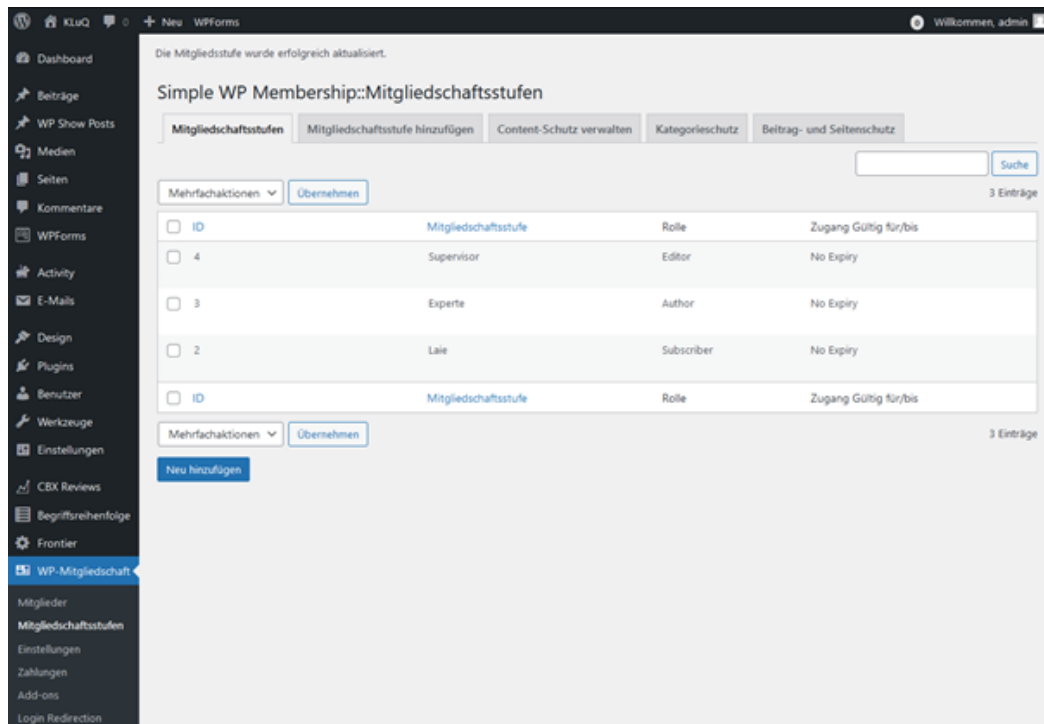 KLuQ 0 Neu WPForms Willkommen, admin
Dashboard
Beiträge
WP Show Posts
Medien
Seiten
Kommentare
WPForms
Activity
E-Mails
Design
Plugins
Benutzer
Werkzeuge
Einstellungen
CBX Reviews
Begriffsreihenfolge
Frontier
WP-Mitgliedschaft
Mitglieder
Mitgliedschaftsstufen
Einstellungen
Zahlungen
Add-ons
Login Redirection
Die Mitgliedsstufe wurde erfolgreich aktualisiert.
Simple WP Membership::Mitgliedschaftsstufen
Mitgliedschaftsstufen Mitgliedschaftsstufe hinzufügen Content-Schutz verwalten Kategorieschutz Beitrag- und Seitenschutz
Suche
Mehrfachaktionen Übernehmen 3 Einträge
ID Mitgliedschaftsstufe Rolle Zugang Gültig für/bis
4 Supervisor Editor No Expiry
3 Experte Author No Expiry
2 Laie Subscriber No Expiry
ID Mitgliedschaftsstufe Rolle Zugang Gültig für/bis
Mehrfachaktionen Übernehmen 3 Einträge
Neu hinzufügen